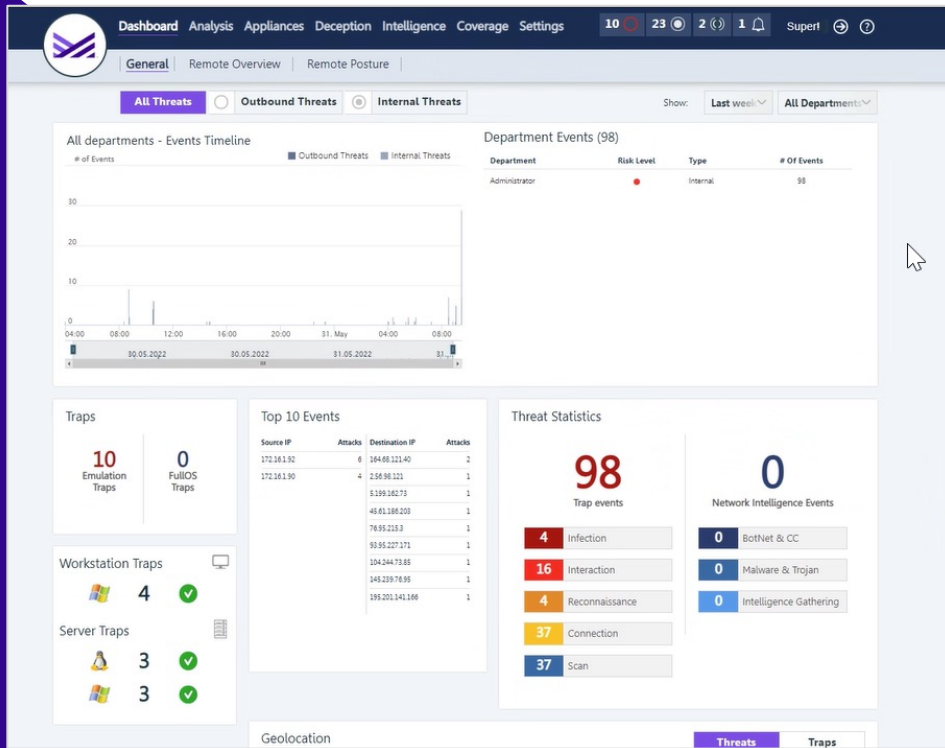 Dashboard Analysis Appliances Deception Intelligence Coverage Settings 10 23 2 1
General Remote Overview Remote Posture
All Threats Outbound Threats Internal Threats Show: Last week All Departments
All departments - Events Timeline
# of Events Outbound Threats Internal Threats
30
20
10
0
04:00 08:00 12:00 16:00 20:00 31. May 04:00 08:00
30.05.2022 30.05.2022 31.05.2022 31.
Department Events (98)
Department Risk Level Type # Of Events
Administrator Internal 98
Traps
10 0
Emulation FullOS
Traps Traps
Workstation Traps
4
Server Traps
3
3
Top 10 Events
Source IP Attacks Destination IP Attacks
172.16.1.92 6 164.68.121.40 2
172.16.1.90 4 2.56.98.121 1
5.199.162.73 1
45.61.186.203 1
76.95.215.3 1
93.95.227.171 1
104.244.73.85 1
145.239.76.95 1
195.201.141.166 1
Threat Statistics
98 0
Trap events Network Intelligence Events
4 Infection 0 BotNet & CC
16 Interaction 0 Malware & Trojan
4 Reconnaissance 0 Intelligence Gathering
37 Connection
37 Scan
Geolocation Threats Traps